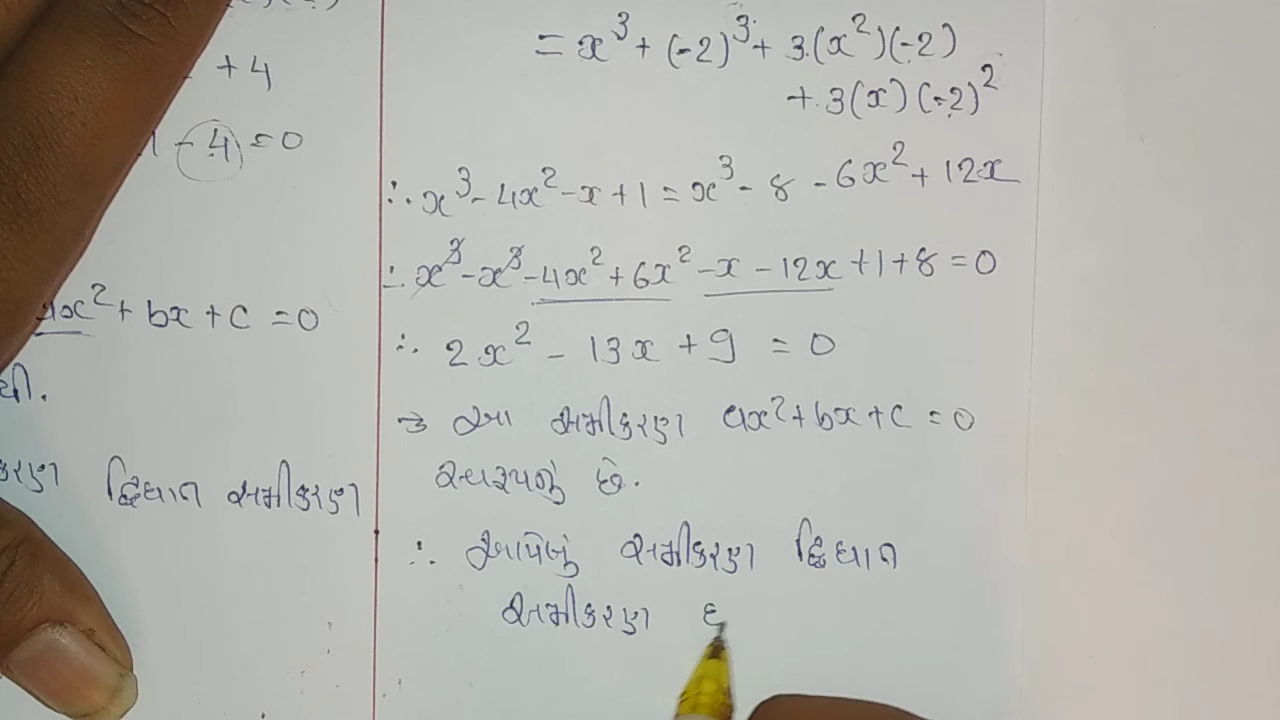 +4
-4=0
ax²+bx+c=0
થી.
દ્વિઘાત સમીકરણ
= x³+(-2)³+ 3.(x²)(-2)
+.3(x)(-2)²
∴ x³-4x²-x+1=x³-8-6x²+12x
∴ x³-x³-4x²+6x²-x-12x+1+8=0
∴ 2x²-13x+9=0
→ આ સમીકરણ ax²+bx+c=0
સ્વરૂપનું છે.
∴ આપેલું સમીકરણ દ્વિઘાત
સમીકરણ છ